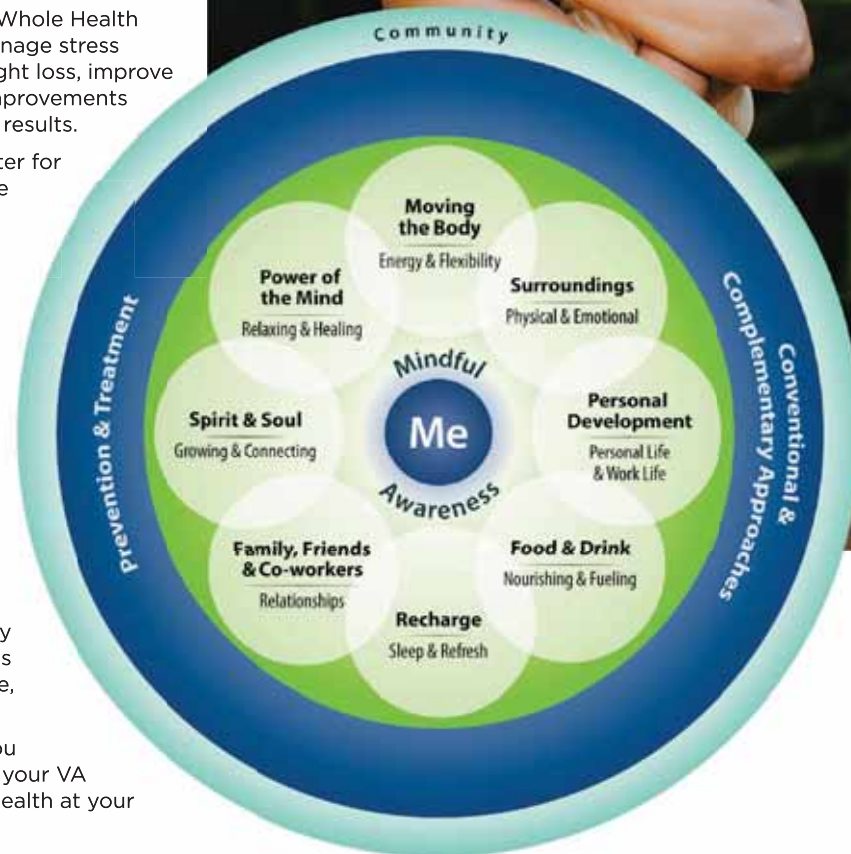 Whole Health
nage stress
ght loss, improve
nprovements
results.
ter for
e
y
s
e,
ou
your VA
ealth at your
Community
Prevention & Treatment
Conventional &
Complementary Approaches
Moving
the Body
Energy & Flexibility
Surroundings
Physical & Emotional
Personal
Development
Personal Life
& Work Life
Food & Drink
Nourishing & Fueling
Recharge
Sleep & Refresh
Family, Friends
& Co-workers
Relationships
Spirit & Soul
Growing & Connecting
Power of
the Mind
Relaxing & Healing
Mindful
Me
Awareness